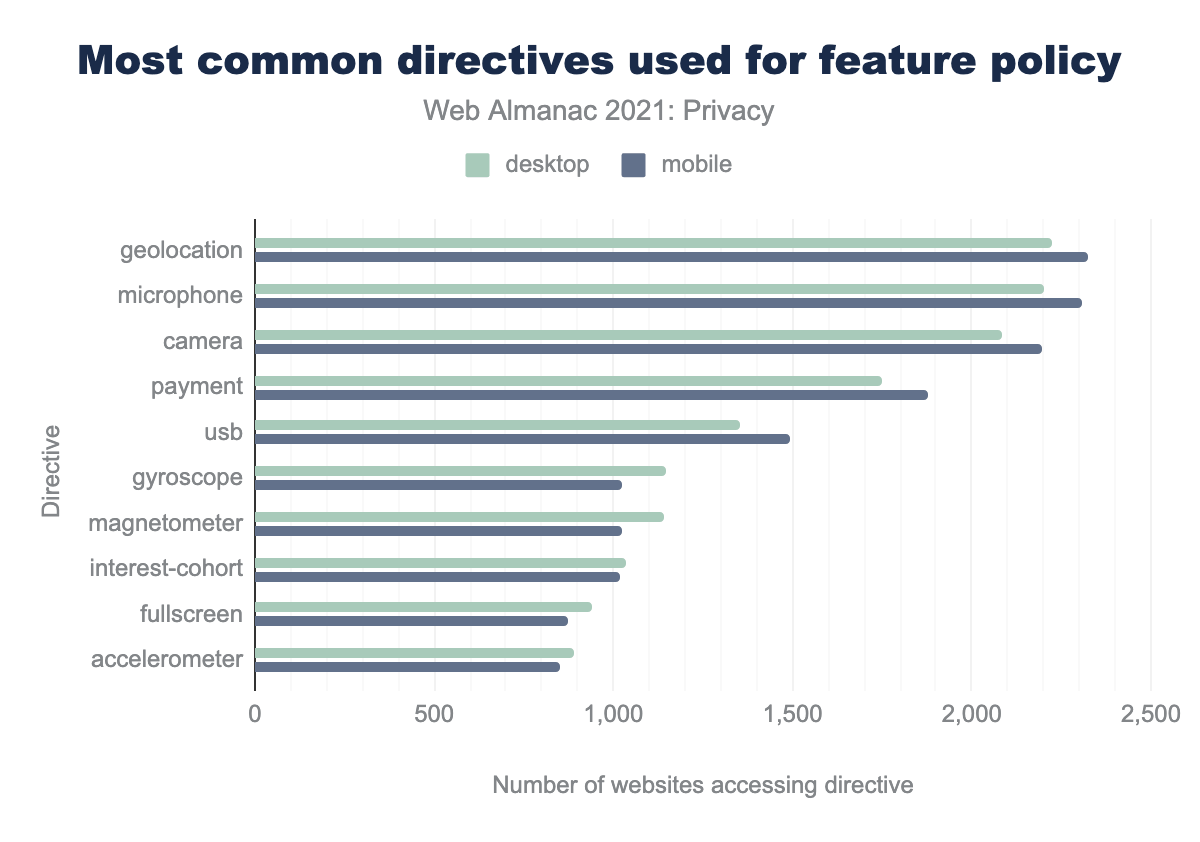 Most common directives used for feature policy
Web Almanac 2021: Privacy
desktop
mobile
Directive
geolocation
microphone
camera
payment
usb
gyroscope
magnetometer
interest-cohort
fullscreen
accelerometer
0
500
1,000
1,500
2,000
2,500
Number of websites accessing directive